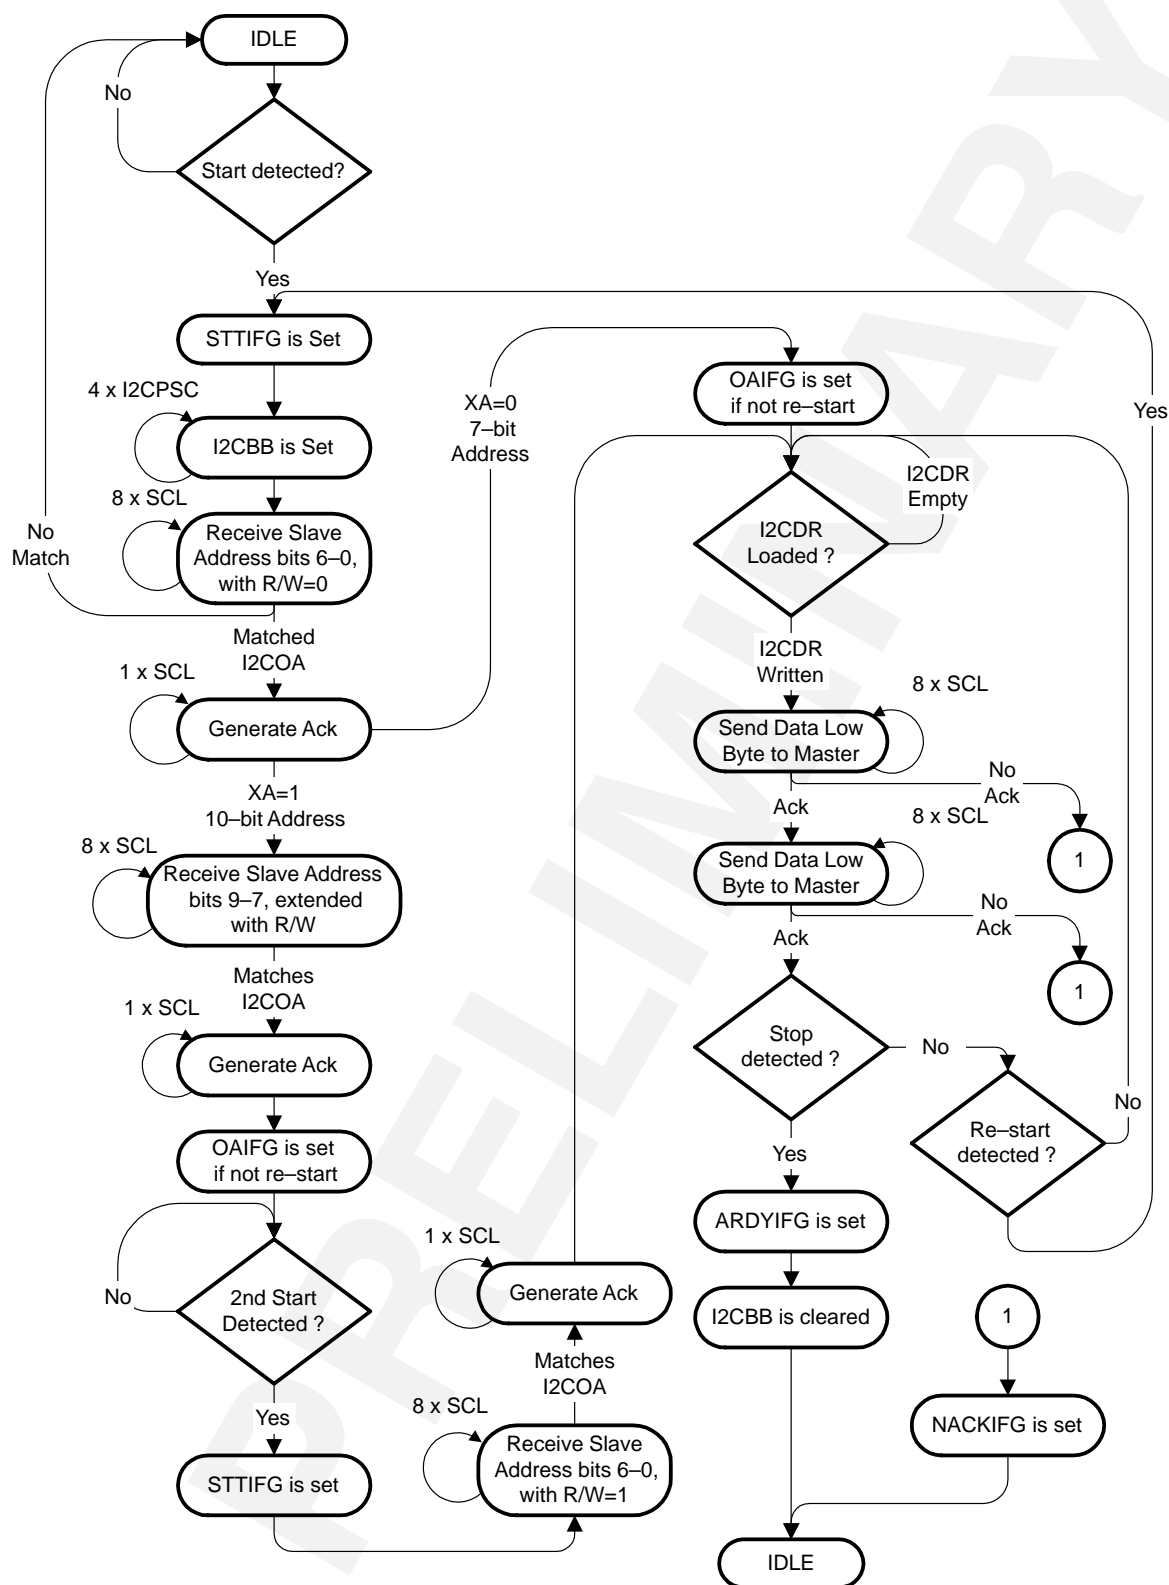 IDLE
No
Start detected?
Yes
STTIFG is Set
4 x I2CPSC
I2CBB is Set
8 x SCL
Receive Slave
Address bits 6–0,
with R/W=0
No
Match
Matched
I2COA
1 x SCL
Generate Ack
XA=1
10–bit Address
8 x SCL
Receive Slave Address
bits 9–7, extended
with R/W
Matches
I2COA
1 x SCL
Generate Ack
OAIFG is set
if not re–start
No
2nd Start
Detected ?
Yes
STTIFG is set
8 x SCL
Receive Slave
Address bits 6–0,
with R/W=1
Matches
I2COA
1 x SCL
Generate Ack
XA=0
7–bit
Address
OAIFG is set
if not re–start
I2CDR
Empty
I2CDR
Loaded ?
I2CDR
Written
8 x SCL
Send Data Low
Byte to Master
No
Ack
1
Ack
8 x SCL
Send Data Low
Byte to Master
No
Ack
1
Ack
Stop
detected ?
No
Re–start
detected ?
No
Yes
Yes
ARDYIFG is set
I2CBB is cleared
1
NACKIFG is set
IDLE
PRELIMINARY